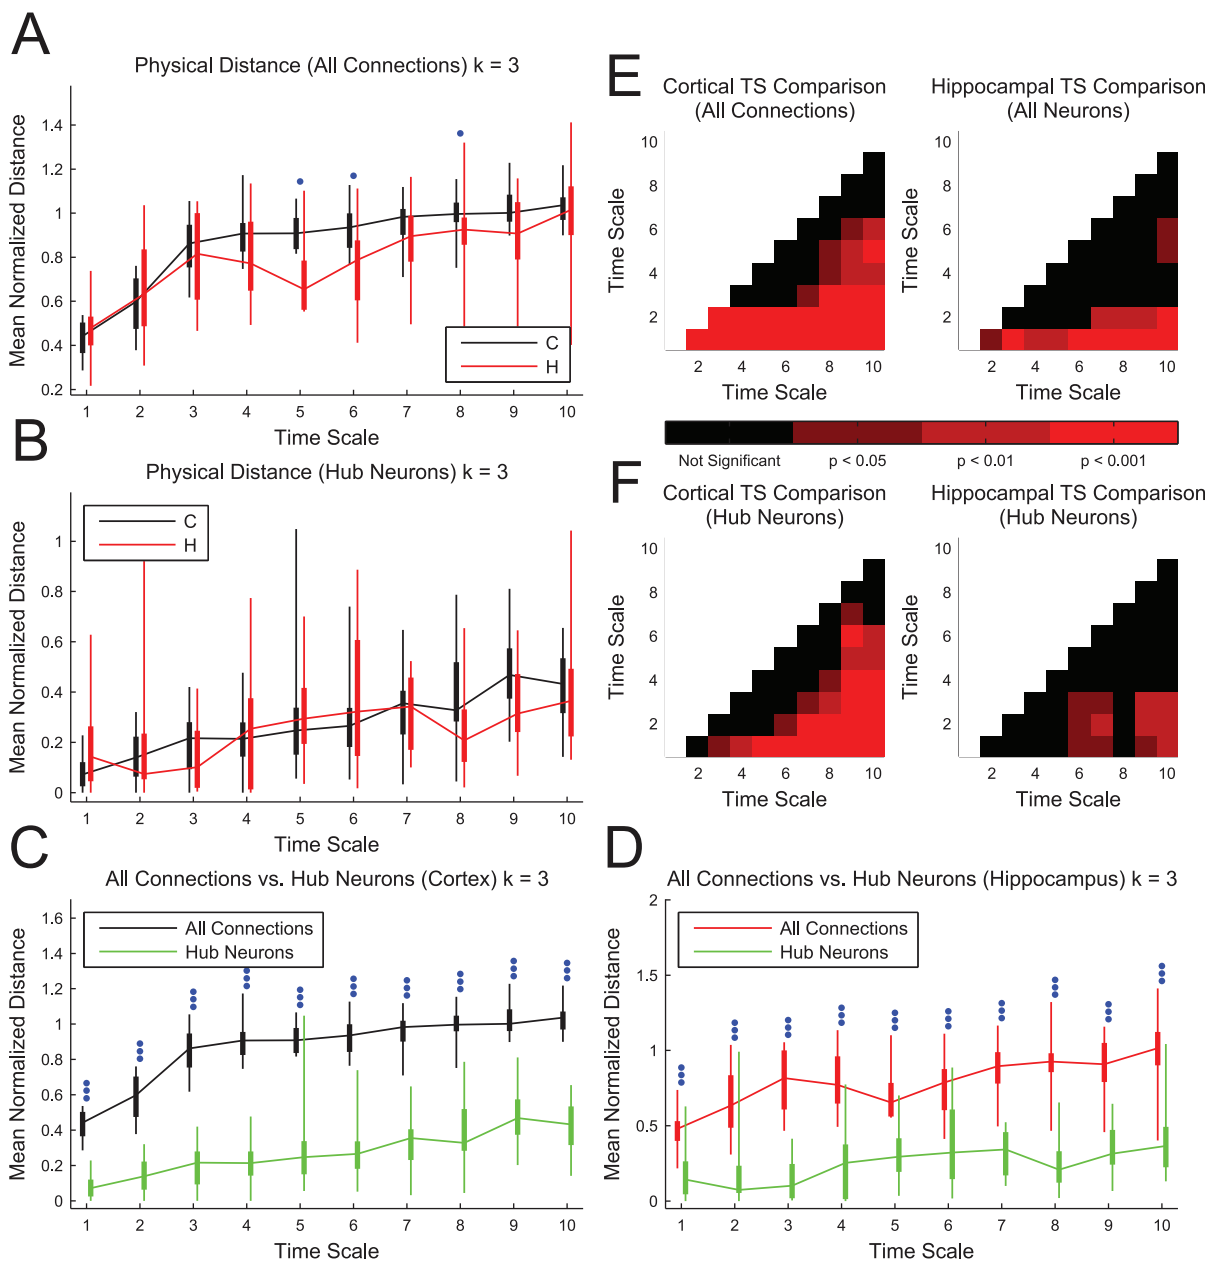 A
Physical Distance (All Connections) k = 3
Mean Normalized Distance
1.4
1.2
1
0.8
0.6
0.4
0.2
C
H
1 2 3 4 5 6 7 8 9 10
Time Scale
B
Physical Distance (Hub Neurons) k = 3
Mean Normalized Distance
1
0.8
0.6
0.4
0.2
0
C
H
1 2 3 4 5 6 7 8 9 10
Time Scale
C
All Connections vs. Hub Neurons (Cortex) k = 3
Mean Normalized Distance
1.6
1.4
1.2
1
0.8
0.6
0.4
0.2
0
All Connections
Hub Neurons
1 2 3 4 5 6 7 8 9 10
Time Scale
D
All Connections vs. Hub Neurons (Hippocampus) k = 3
Mean Normalized Distance
2
1.5
1
0.5
0
All Connections
Hub Neurons
1 2 3 4 5 6 7 8 9 10
Time Scale
E
Cortical TS Comparison
(All Connections)
Time Scale
10
8
6
4
2
2 4 6 8 10
Time Scale
Hippocampal TS Comparison
(All Neurons)
Time Scale
10
8
6
4
2
2 4 6 8 10
Time Scale
Not Significant p < 0.05 p < 0.01 p < 0.001
F
Cortical TS Comparison
(Hub Neurons)
Time Scale
10
8
6
4
2
2 4 6 8 10
Time Scale
Hippocampal TS Comparison
(Hub Neurons)
Time Scale
10
8
6
4
2
2 4 6 8 10
Time Scale